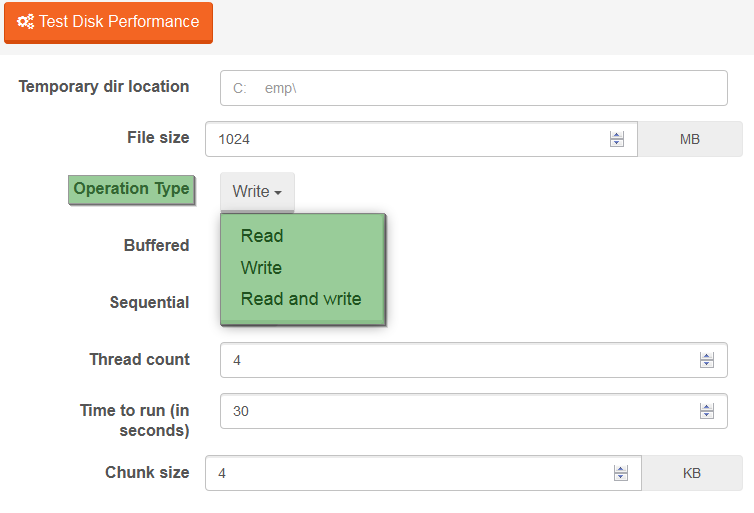 Test Disk Performance
Temporary dir location C: emp\
File size 1024 MB
Operation Type Write
Read
Buffered
Write
Read and write
Sequential
Thread count 4
Time to run (in
seconds) 30
Chunk size 4 KB